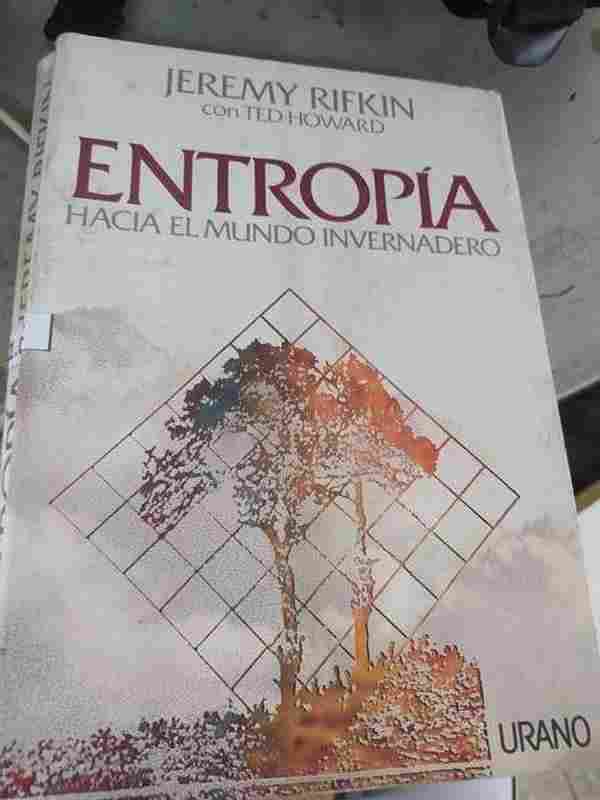 JEREMY RIFKIN
con TED HOWARD
ENTROPÍA
HACIA EL MUNDO INVERNADERO
URANO